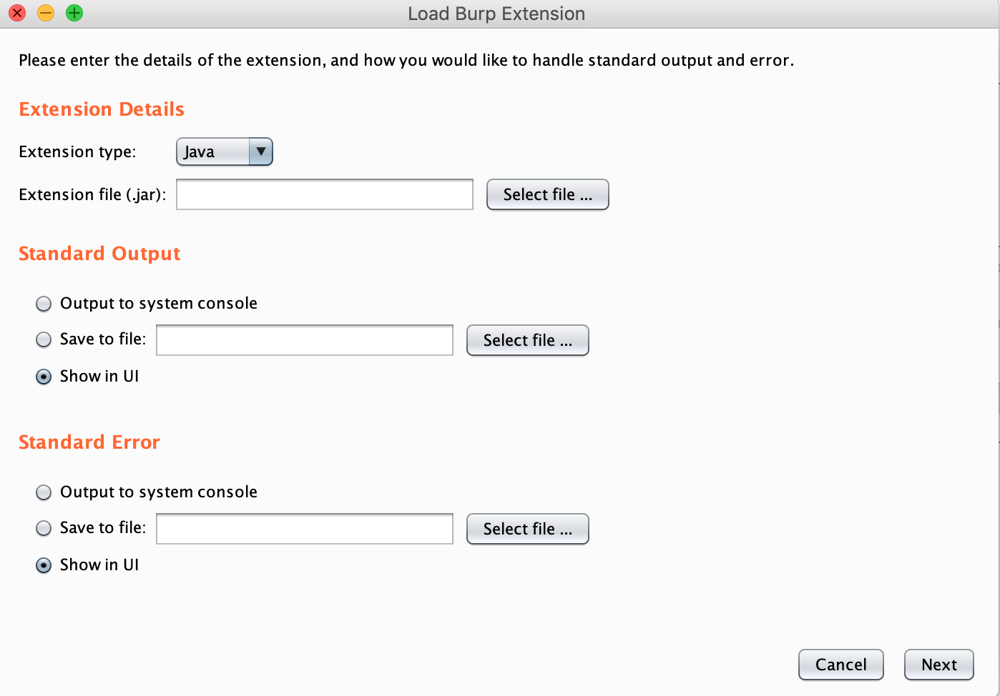 Load Burp Extension
Please enter the details of the extension, and how you would like to handle standard output and error.
Extension Details
Extension type: Java
Extension file (.jar): Select file ...
Standard Output
Output to system console
Save to file: Select file ...
Show in UI
Standard Error
Output to system console
Save to file: Select file ...
Show in UI
Cancel Next